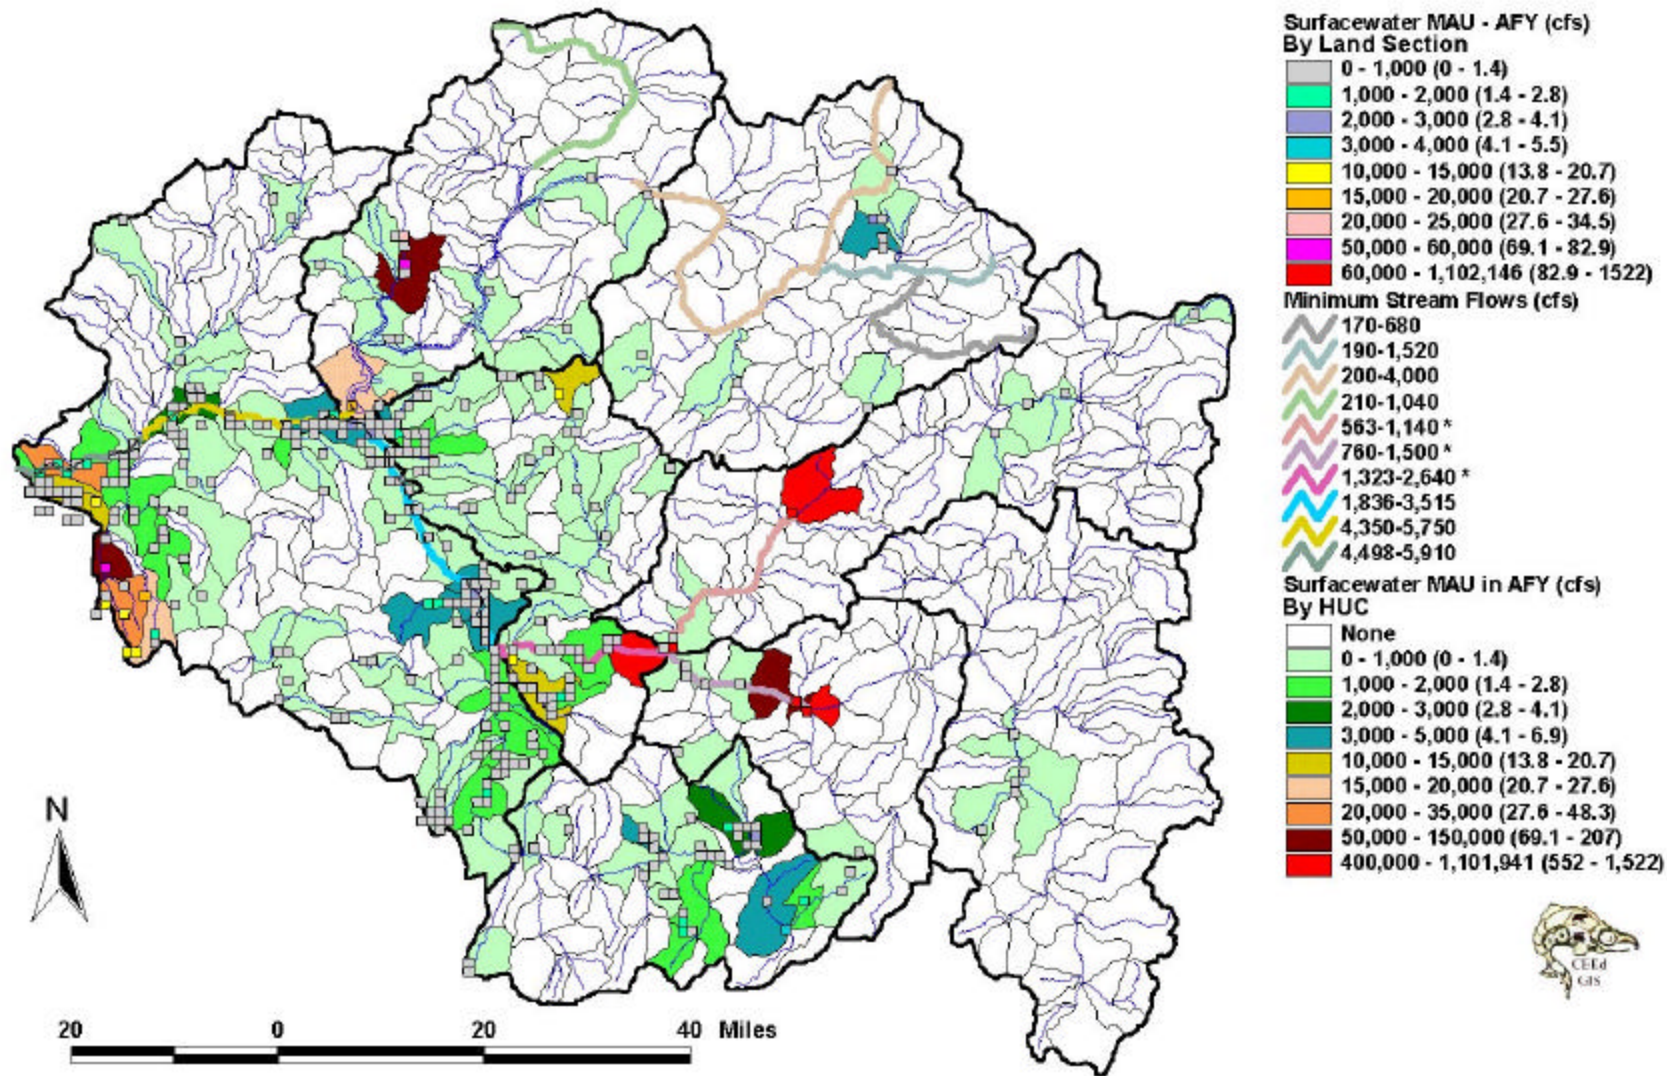 Surfacewater MAU - AFY (cfs)
By Land Section
0 - 1,000 (0 - 1.4)
1,000 - 2,000 (1.4 - 2.8)
2,000 - 3,000 (2.8 - 4.1)
3,000 - 4,000 (4.1 - 5.5)
10,000 - 15,000 (13.8 - 20.7)
15,000 - 20,000 (20.7 - 27.6)
20,000 - 25,000 (27.6 - 34.5)
50,000 - 60,000 (69.1 - 82.9)
60,000 - 1,102,146 (82.9 - 1522)
Minimum Stream Flows (cfs)
170-680
190-1,520
200-4,000
210-1,040
563-1,140 *
760-1,500 *
1,323-2,640 *
1,836-3,515
4,350-5,750
4,498-5,910
Surfacewater MAU in AFY (cfs)
By HUC
None
0 - 1,000 (0 - 1.4)
1,000 - 2,000 (1.4 - 2.8)
2,000 - 3,000 (2.8 - 4.1)
3,000 - 5,000 (4.1 - 6.9)
10,000 - 15,000 (13.8 - 20.7)
15,000 - 20,000 (20.7 - 27.6)
20,000 - 35,000 (27.6 - 48.3)
50,000 - 150,000 (69.1 - 207)
400,000 - 1,101,941 (552 - 1,522)
CEEd
GIS
N
20 0 20 40 Miles